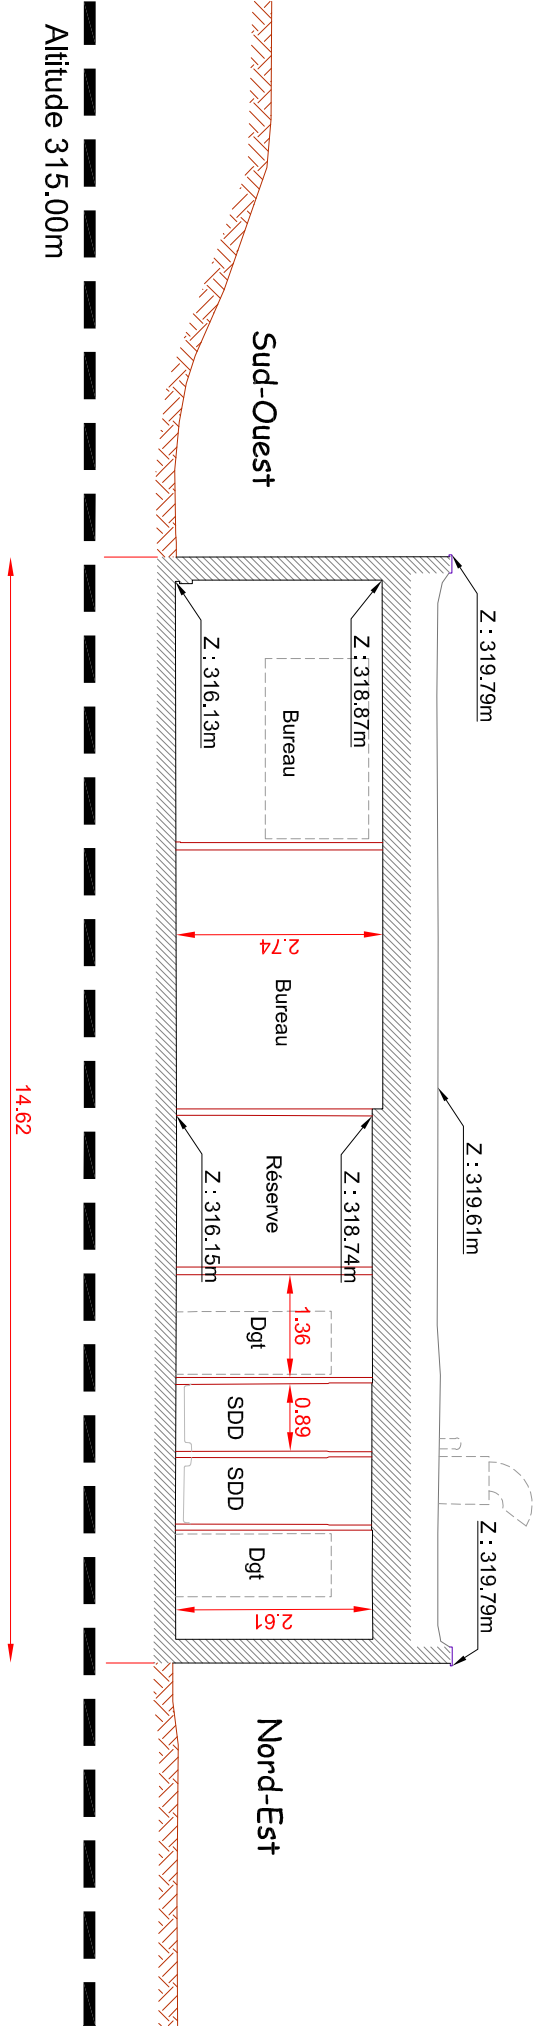 Altitude 315.00m
Sud-Ouest
Nord-Est
Z : 319.79m
Z : 319.61m
Z : 319.79m
Z : 318.87m
Z : 318.74m
Z : 316.13m
Z : 316.15m
Bureau
Bureau
Réserve
Dgt
SDD
SDD
Dgt
2.74
1.36
0.89
2.61
14.62